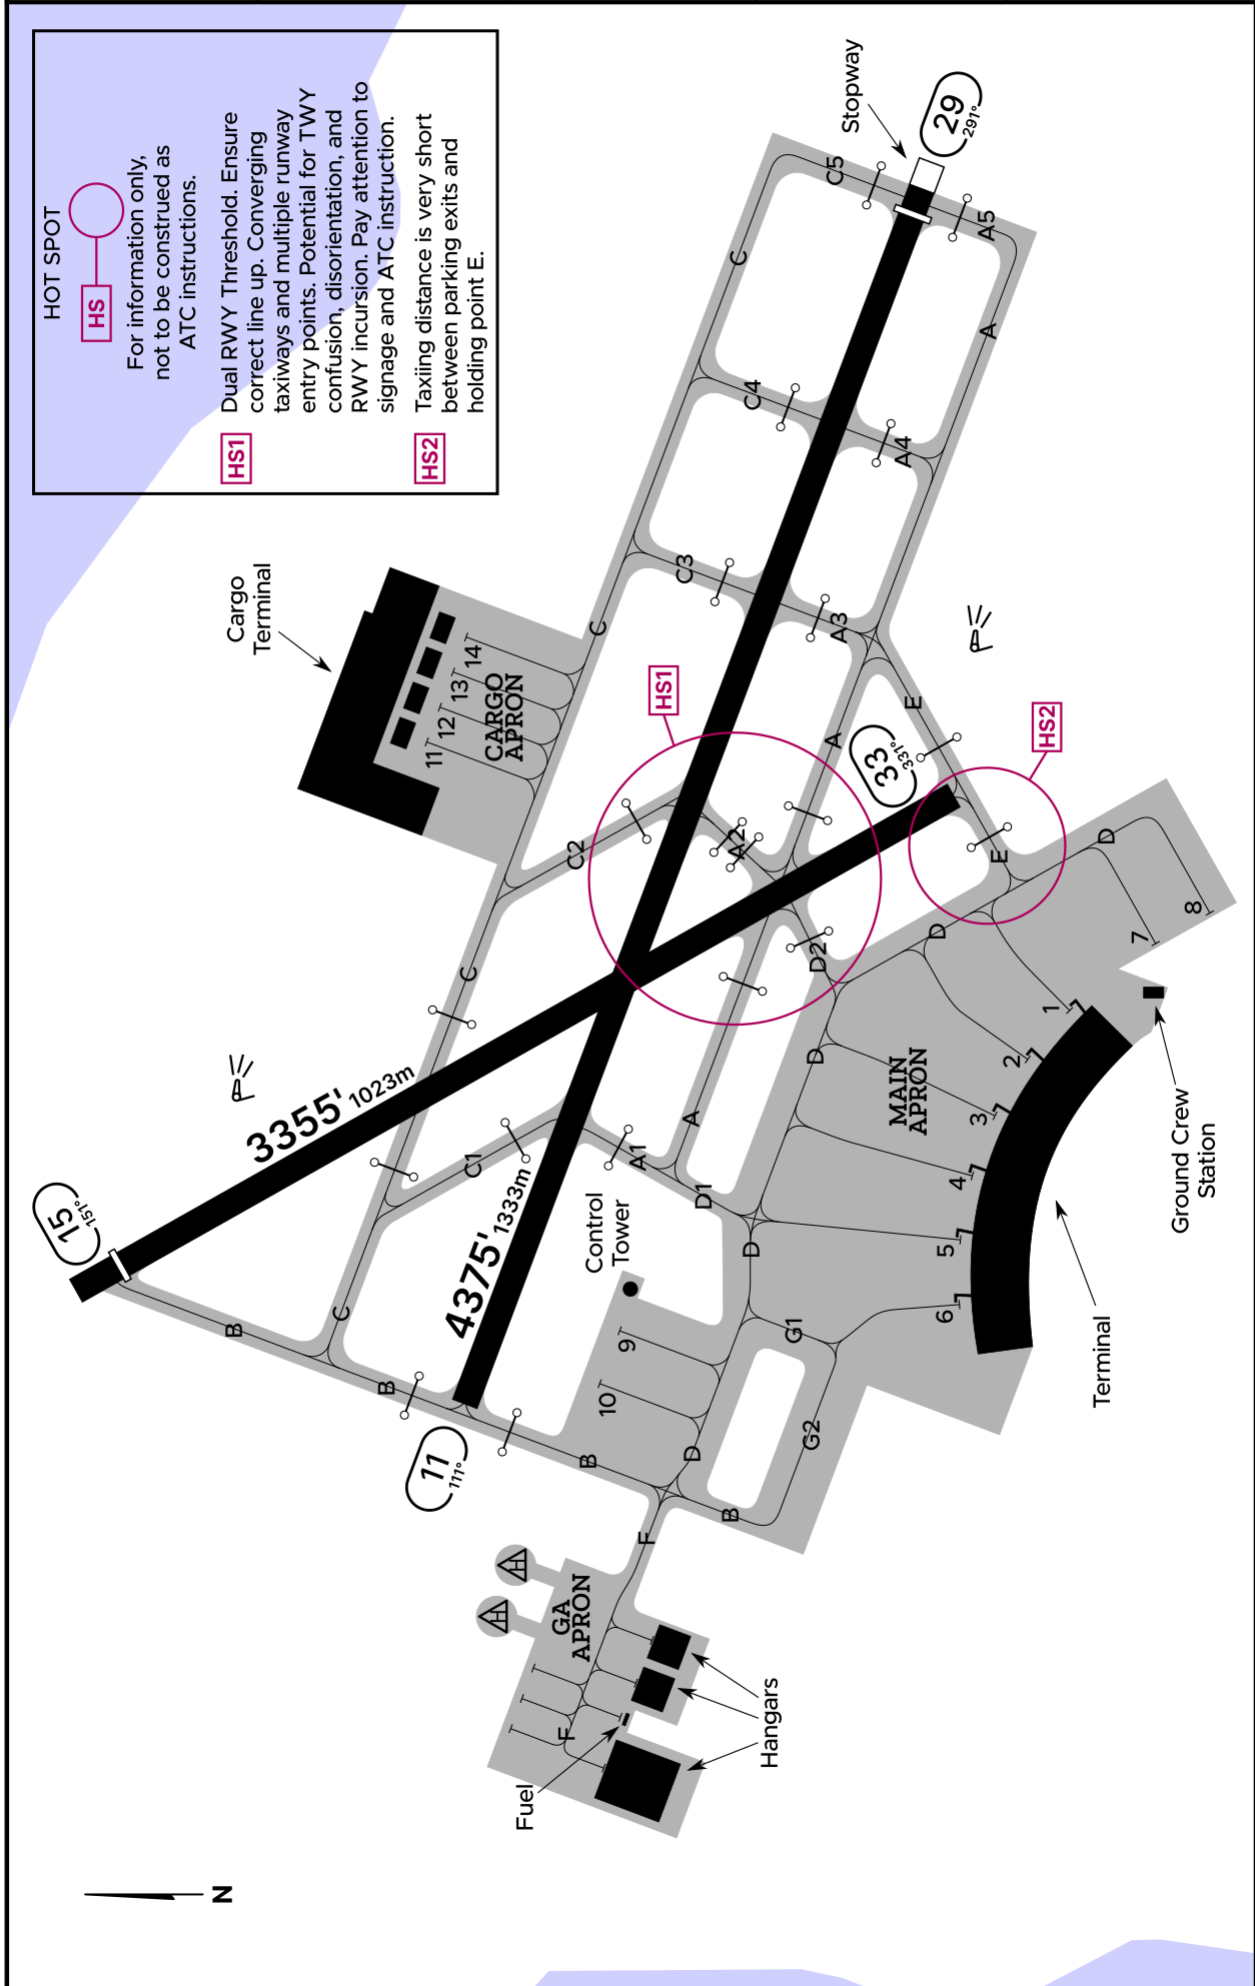 HOT SPOT
HS
For information only,
not to be construed as
ATC instructions.
HS1
Dual RWY Threshold. Ensure
correct line up. Converging
taxiways and multiple runway
entry points. Potential for TWY
confusion, disorientation, and
RWY incursion. Pay attention to
signage and ATC instruction.
HS2
Taxiing distance is very short
between parking exits and
holding point E.
Stopway
29
291°
C5
A5
C
A
C4
A4
C3
A3
Cargo
Terminal
C
14
13
12
11
CARGO
APRON
HS1
E
A
33
331°
HS2
C2
A2
E
D
8
7
C
D2
D
1
2
3
4
5
6
D
MAIN
APRON
Ground Crew
Station
3355'
1023m
15
151°
C1
A1
A
D1
4375'
1333m
Control
Tower
D
Terminal
B
C
B
9
10
G1
G2
11
111°
B
D
B
F
GA
APRON
H
H
F
Fuel
Hangars
N